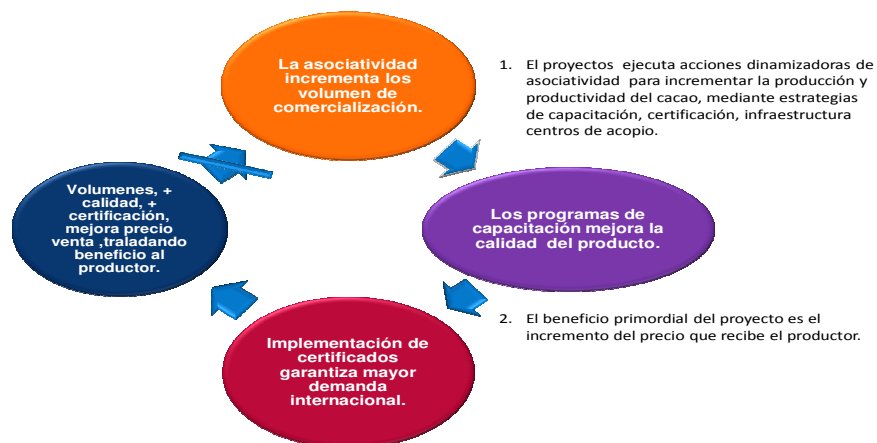 La asociatividad
incrementa los
volumen de
comercialización.
1. El proyectos ejecuta acciones dinamizadoras de
asociatividad para incrementar la producción y
productividad del cacao, mediante estrategias
de capacitación, certificación, infraestructura
centros de acopio.
Volumenes, +
calidad, +
certificación,
mejora precio
venta ,traladando
beneficio al
productor.
Los programas de
capacitación mejora la
calidad del producto.
Implementación de
certificados
garantiza mayor
demanda
internacional.
2. El beneficio primordial del proyecto es el
incremento del precio que recibe el productor.